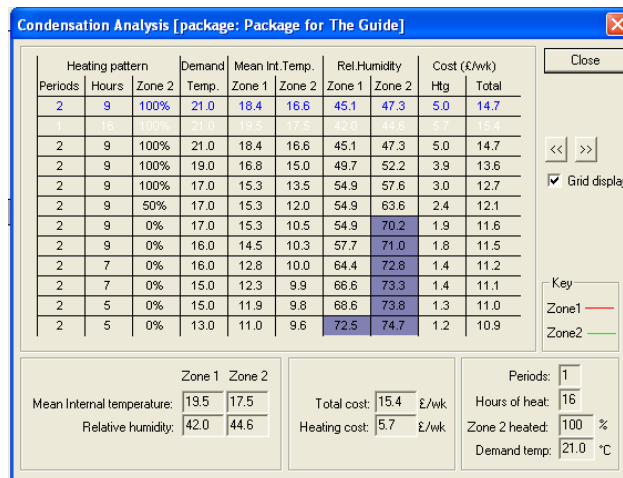 Condensation Analysis [package: Package for The Guide]
Heating pattern Demand Mean Int.Temp. Rel.Humidity Cost (£/wk)
Periods Hours Zone 2 Temp. Zone 1 Zone 2 Zone 1 Zone 2 Htg Total
2 9 100% 21.0 18.4 16.6 45.1 47.3 5.0 14.7
1 16 100% 21.0 19.5 17.5 42.0 44.6 5.7 15.4
2 9 100% 21.0 18.4 16.6 45.1 47.3 5.0 14.7
2 9 100% 19.0 16.8 15.0 49.7 52.2 3.9 13.6
2 9 100% 17.0 15.3 13.5 54.9 57.6 3.0 12.7
2 9 50% 17.0 15.3 12.0 54.9 63.6 2.4 12.1
2 9 0% 17.0 15.3 10.5 54.9 70.2 1.9 11.6
2 9 0% 16.0 14.5 10.3 57.7 71.0 1.8 11.5
2 7 0% 16.0 12.8 10.0 64.4 72.8 1.4 11.2
2 7 0% 15.0 12.3 9.9 66.6 73.3 1.4 11.1
2 5 0% 15.0 11.9 9.8 68.6 73.8 1.3 11.0
2 5 0% 13.0 11.0 9.6 72.5 74.7 1.2 10.9
Close
<< >>
Grid display
Key
Zone1
Zone2
Zone 1 Zone 2
Mean Internal temperature: 19.5 17.5
Relative humidity: 42.0 44.6
Total cost: 15.4 £/wk
Heating cost: 5.7 £/wk
Periods: 1
Hours of heat: 16
Zone 2 heated: 100 %
Demand temp: 21.0 °C